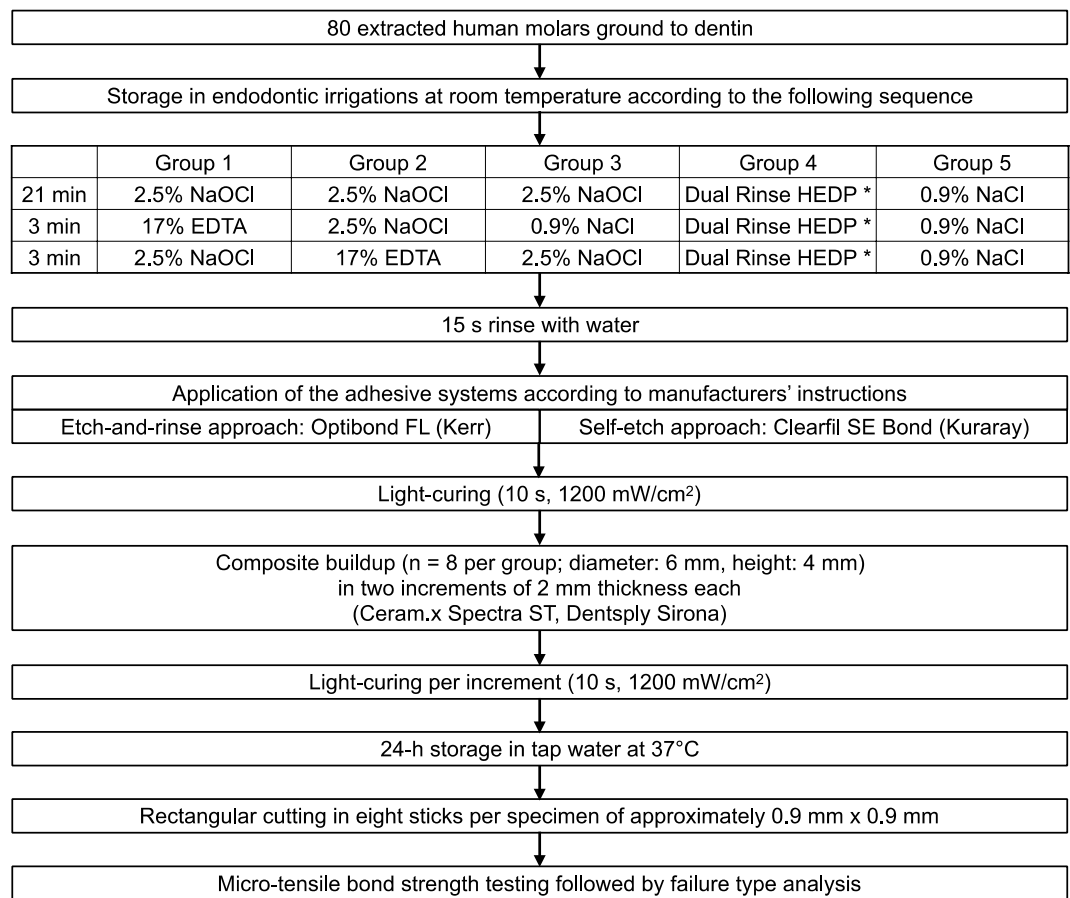 80 extracted human molars ground to dentin
Storage in endodontic irrigations at room temperature according to the following sequence
Group 1 Group 2 Group 3 Group 4 Group 5
21 min 2.5% NaOCl 2.5% NaOCl 2.5% NaOCl Dual Rinse HEDP * 0.9% NaCl
3 min 17% EDTA 2.5% NaOCl 0.9% NaCl Dual Rinse HEDP * 0.9% NaCl
3 min 2.5% NaOCl 17% EDTA 2.5% NaOCl Dual Rinse HEDP * 0.9% NaCl
15 s rinse with water
Application of the adhesive systems according to manufacturers’ instructions
Etch-and-rinse approach: Optibond FL (Kerr) Self-etch approach: Clearfil SE Bond (Kuraray)
Light-curing (10 s, 1200 mW/cm²)
Composite buildup (n = 8 per group; diameter: 6 mm, height: 4 mm)
in two increments of 2 mm thickness each
(Ceram.x Spectra ST, Dentsply Sirona)
Light-curing per increment (10 s, 1200 mW/cm²)
24-h storage in tap water at 37°C
Rectangular cutting in eight sticks per specimen of approximately 0.9 mm x 0.9 mm
Micro-tensile bond strength testing followed by failure type analysis